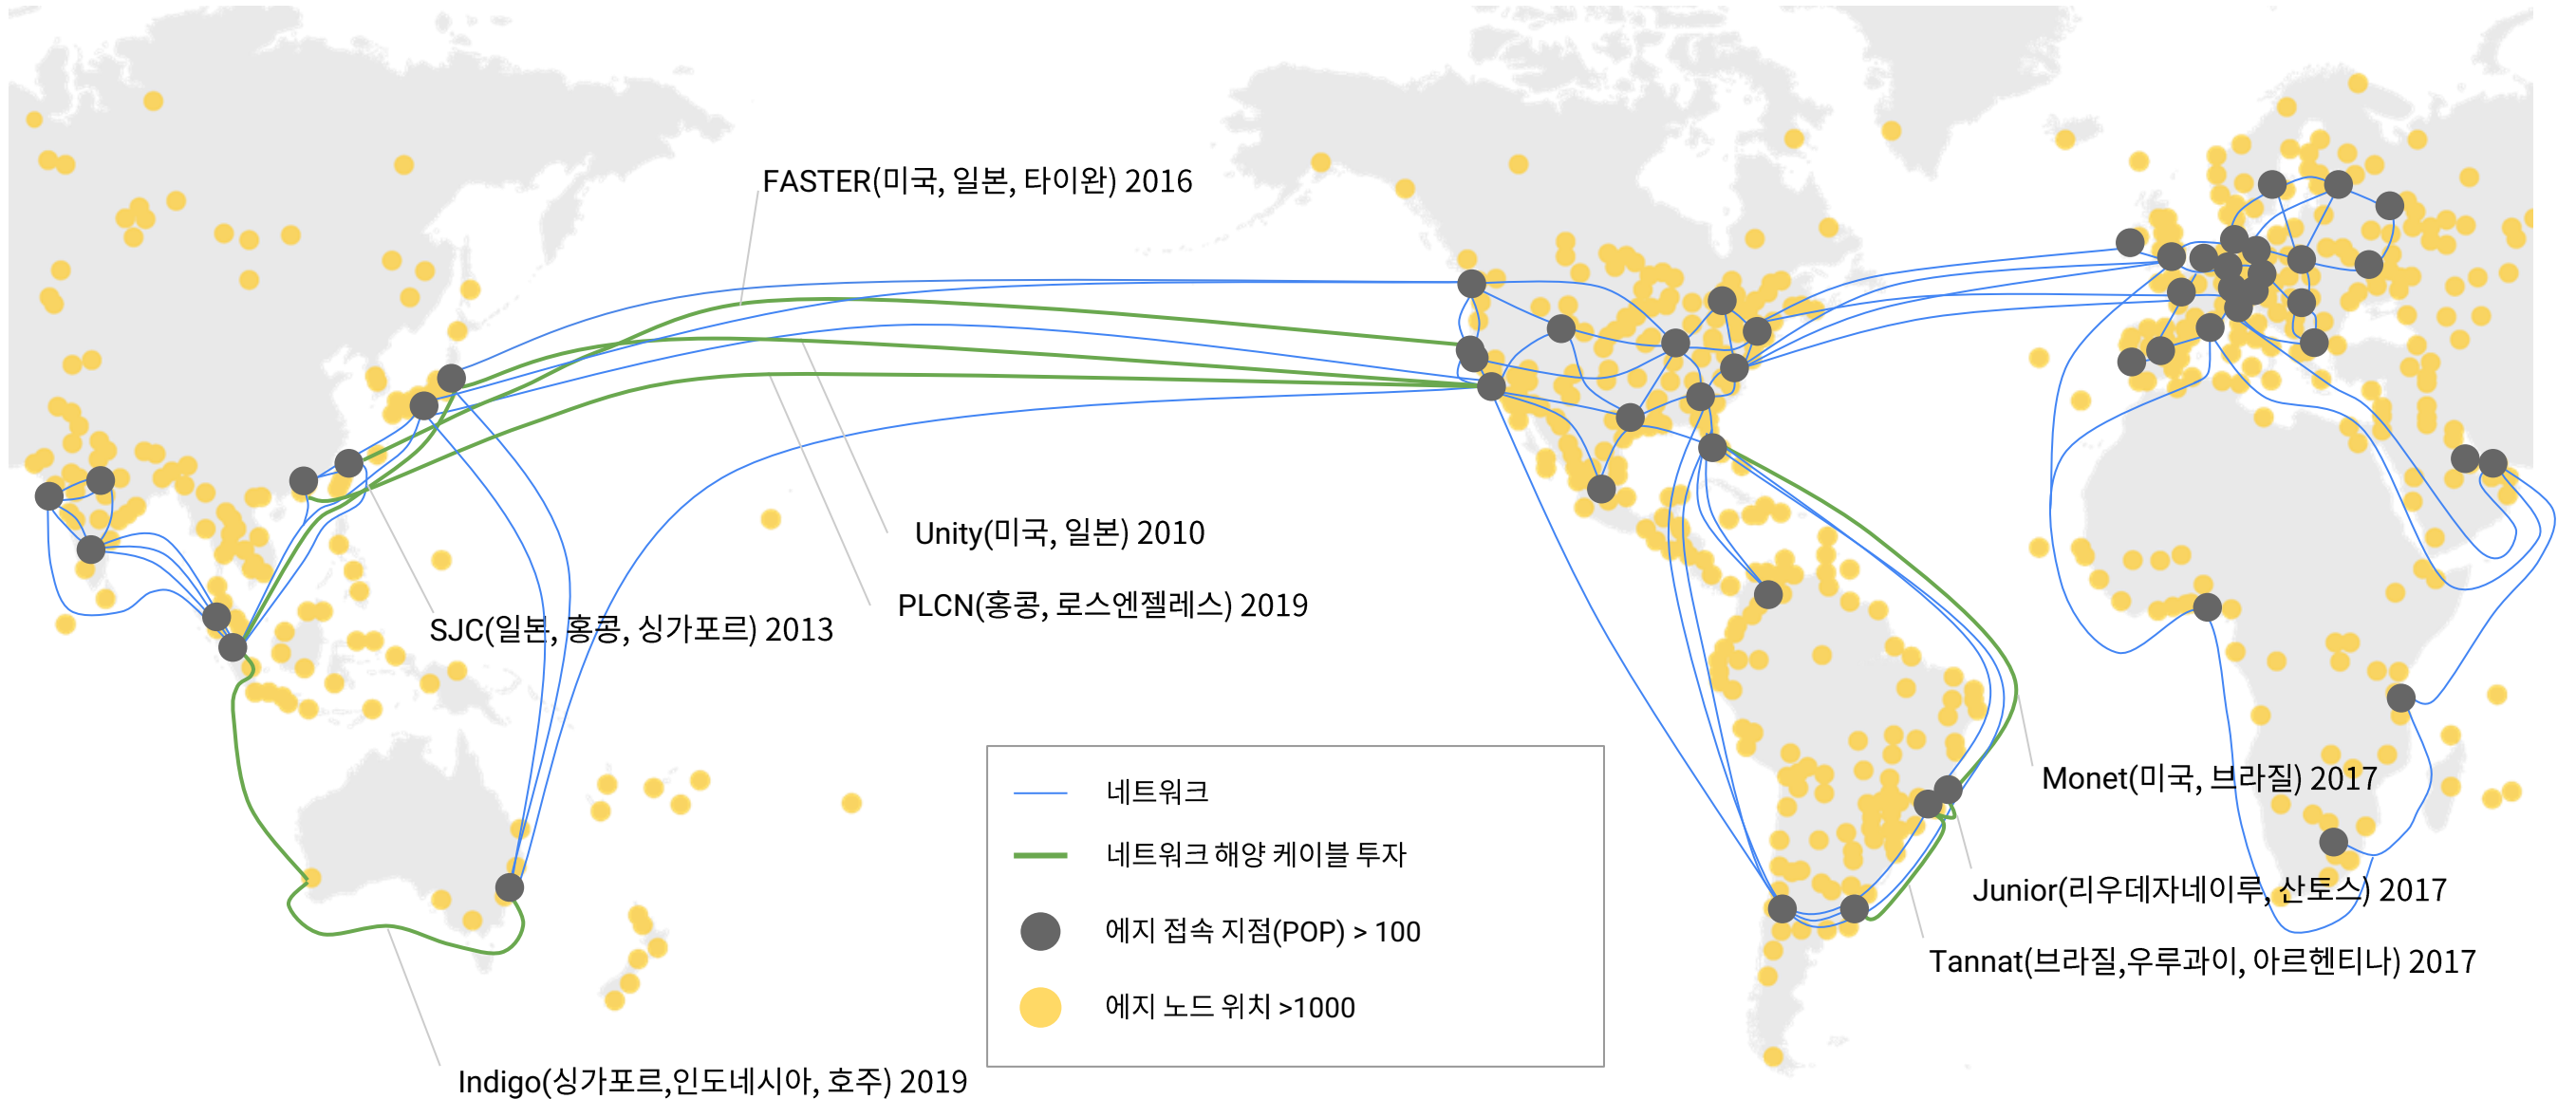 FASTER(미국, 일본, 타이완) 2016
Unity(미국, 일본) 2010
PLCN(홍콩, 로스엔젤레스) 2019
SJC(일본, 홍콩, 싱가포르) 2013
Monet(미국, 브라질) 2017
Junior(리우데자네이루, 산토스) 2017
Tannat(브라질,우루과이, 아르헨티나) 2017
Indigo(싱가포르,인도네시아, 호주) 2019
네트워크
네트워크 해양 케이블 투자
에지 접속 지점(POP) > 100
에지 노드 위치 >1000